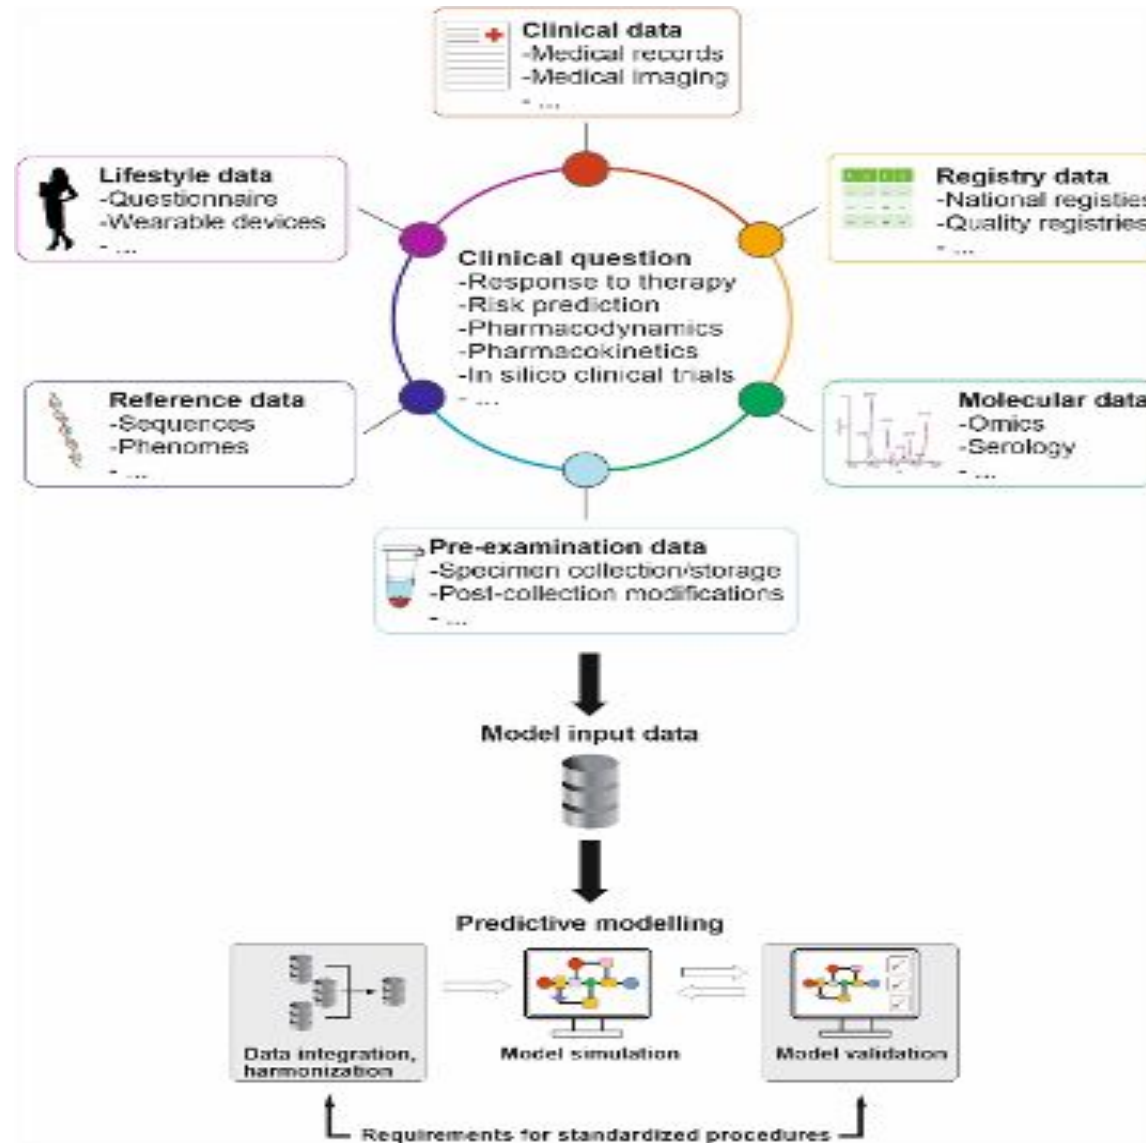 Clinical data
-Medical records
-Medical imaging
- ...
Lifestyle data
-Questionnaire
-Wearable devices
- ...
Registry data
-National registies
-Quality registries
- ...
Clinical question
-Response to therapy
-Risk prediction
-Pharmacodynamics
-Pharmacokinetics
-In silico clinical trials
- ...
Reference data
-Sequences
-Phenomes
- ...
Molecular data
-Omics
-Serology
- ...
Pre-examination data
-Specimen collection/storage
-Post-collection modifications
- ...
Model input data
Predictive modelling
Data integration,
harmonization
Model simulation
Model validation
Requirements for standardized procedures